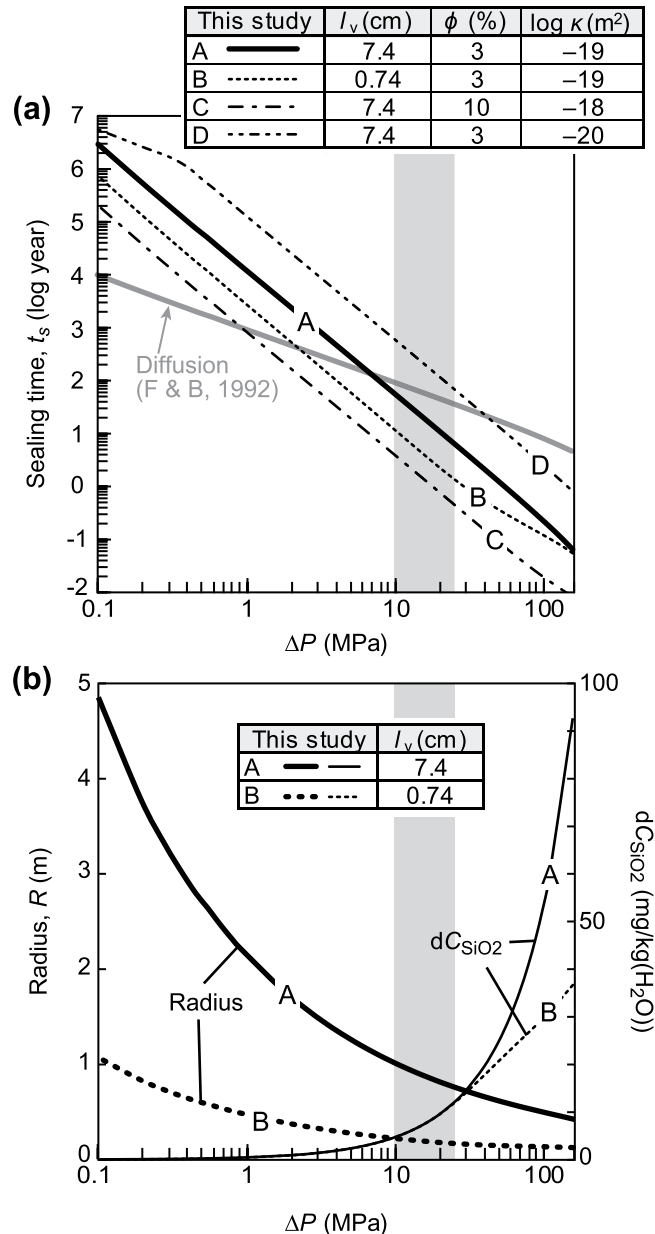 This study l v (cm) ϕ (%) log κ (m2)
A 7.4 3 –19
B 0.74 3 –19
C 7.4 10 –18
D 7.4 3 –20
(a)
7
6
5
4
3
2
1
0
-1
-2
Sealing time, ts (log year)
A
Diffusion
(F & B, 1992)
D
B
C
0.1 1 10 100
ΔP (MPa)
(b)
5
4
3
2
1
0
Radius, R (m)
This study l v (cm)
A 7.4
B 0.74
100
50
0
dCSiO2 (mg/kg(H2O))
A
dCSiO2
B
Radius
A
B
0.1 1 10 100
ΔP (MPa)